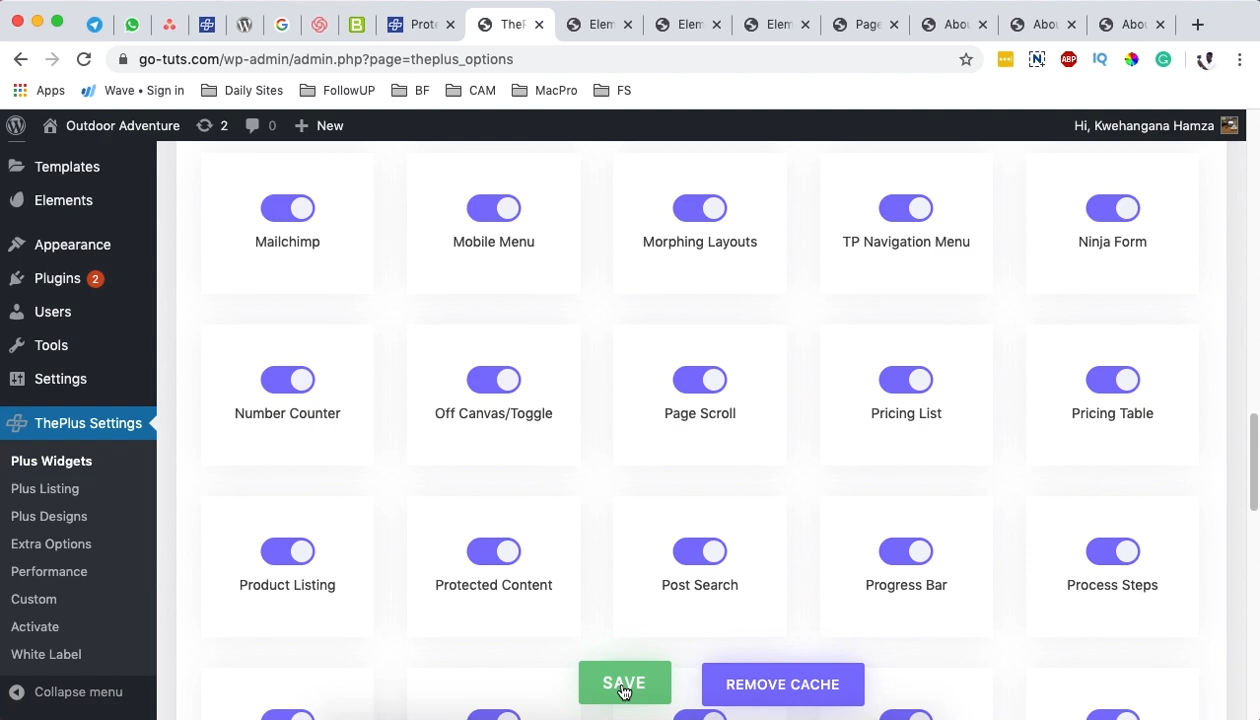 Prote
TheP
Elem
Elem
Elem
Page
Abou
Abou
Abou
go-tuts.com/wp-admin/admin.php?page=theplus_options
Apps
Wave • Sign in
Daily Sites
FollowUP
BF
CAM
MacPro
FS
Outdoor Adventure
2
0
New
Hi, Kwehangana Hamza
Templates
Elements
Appearance
Plugins 2
Users
Tools
Settings
ThePlus Settings
Plus Widgets
Plus Listing
Plus Designs
Extra Options
Performance
Custom
Activate
White Label
Collapse menu
Mailchimp
Mobile Menu
Morphing Layouts
TP Navigation Menu
Ninja Form
Number Counter
Off Canvas/Toggle
Page Scroll
Pricing List
Pricing Table
Product Listing
Protected Content
Post Search
Progress Bar
Process Steps
SAVE
REMOVE CACHE